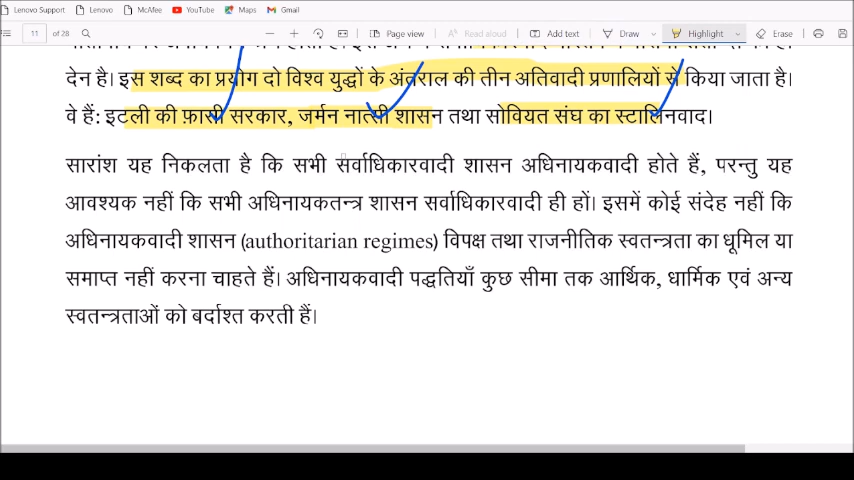 Lenovo Support Lenovo McAfee YouTube Maps Gmail
11 of 28 Page view Read aloud Add text Draw Highlight Erase
देन है। इस शब्द का प्रयोग दो विश्व युद्धों के अंतराल की तीन अतिवादी प्रणालियों से किया जाता है।
वे हैं: इटली की फ़ासी सरकार, जर्मन नात्सी शासन तथा सोवियत संघ का स्टालिनवाद।
सारांश यह निकलता है कि सभी सर्वाधिकारवादी शासन अधिनायकवादी होते हैं, परन्तु यह
आवश्यक नहीं कि सभी अधिनायकतन्त्र शासन सर्वाधिकारवादी ही हों। इसमें कोई संदेह नहीं कि
अधिनायकवादी शासन (authoritarian regimes) विपक्ष तथा राजनीतिक स्वतन्त्रता का धूमिल या
समाप्त नहीं करना चाहते हैं। अधिनायकवादी पद्धतियाँ कुछ सीमा तक आर्थिक, धार्मिक एवं अन्य
स्वतन्त्रताओं को बर्दाश्त करती हैं।